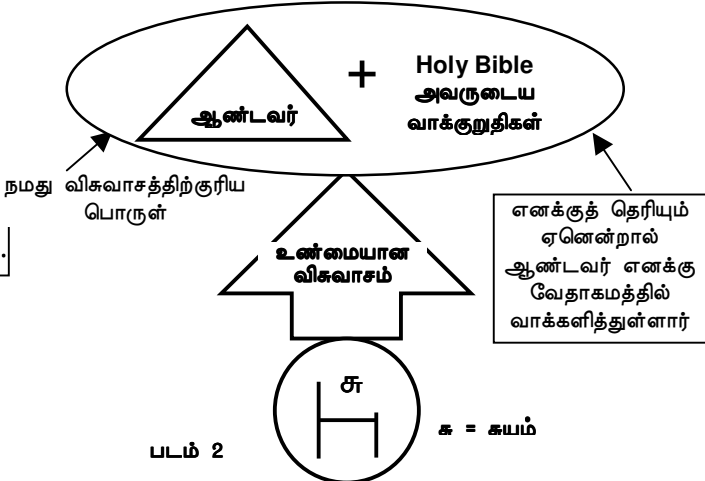 + Holy Bible
அவருடைய
ஆண்டவர்
வாக்குறுதிகள்
நமது விசுவாசத்திற்குரிய
பொருள்
எனக்குத் தெரியும்
ஏனென்றால்
ஆண்டவர் எனக்கு
வேதாகமத்தில்
வாக்களித்துள்ளார்
.
உண்மையான
விசுவாசம்
சு
சு = சுயம்
படம் 2